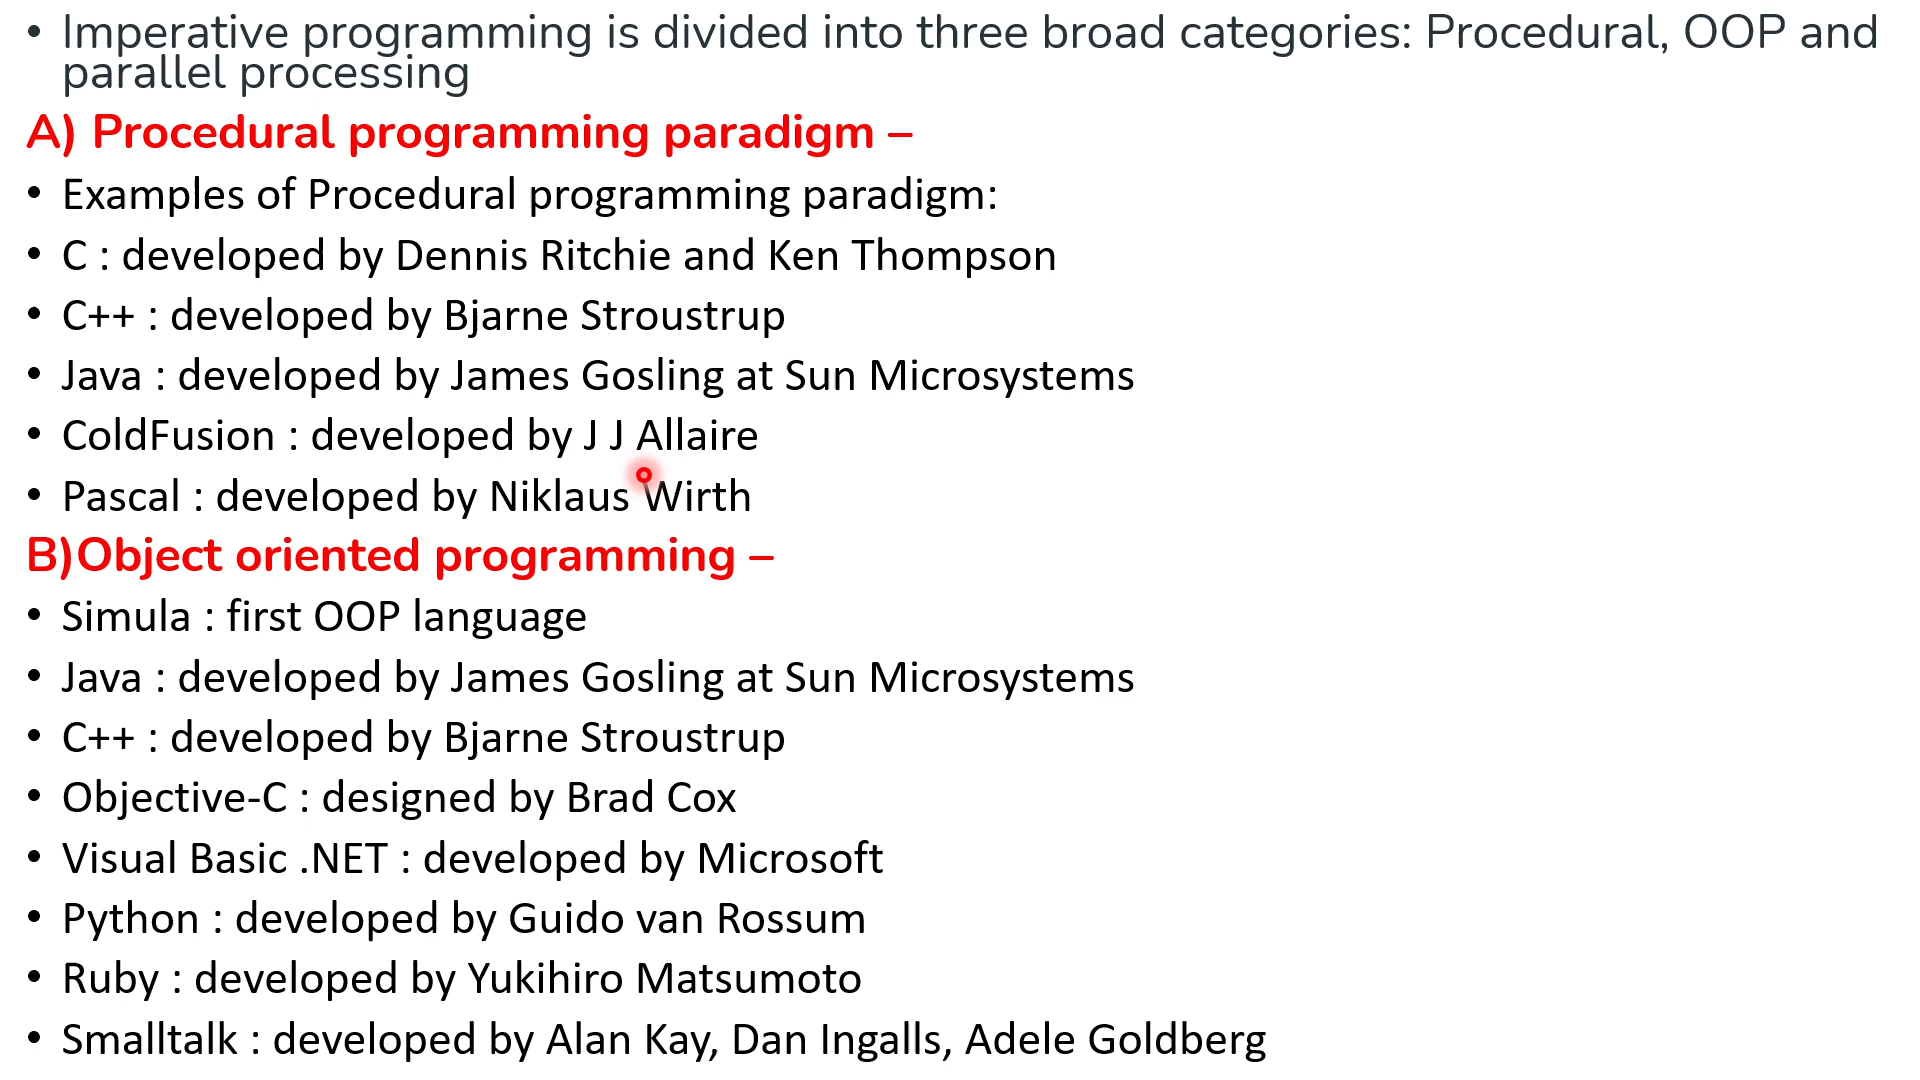 • Imperative programming is divided into three broad categories: Procedural, OOP and
parallel processing
A) Procedural programming paradigm –
• Examples of Procedural programming paradigm:
• C : developed by Dennis Ritchie and Ken Thompson
• C++ : developed by Bjarne Stroustrup
• Java : developed by James Gosling at Sun Microsystems
• ColdFusion : developed by J J Allaire
• Pascal : developed by Niklaus Wirth
B)Object oriented programming –
• Simula : first OOP language
• Java : developed by James Gosling at Sun Microsystems
• C++ : developed by Bjarne Stroustrup
• Objective-C : designed by Brad Cox
• Visual Basic .NET : developed by Microsoft
• Python : developed by Guido van Rossum
• Ruby : developed by Yukihiro Matsumoto
• Smalltalk : developed by Alan Kay, Dan Ingalls, Adele Goldberg